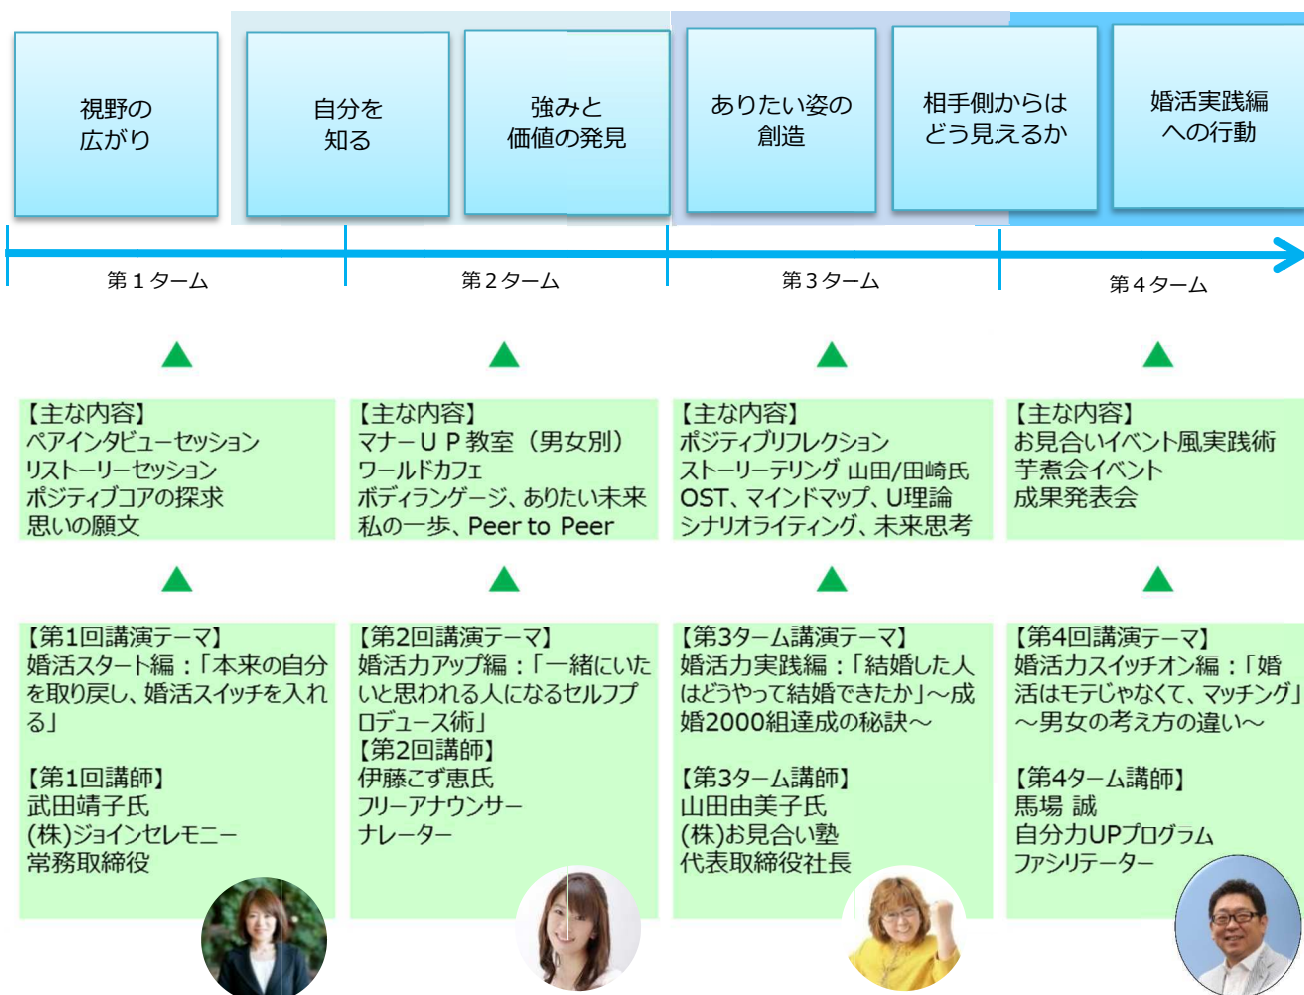 視野の
広がり
自分を
知る
強みと
価値の発見
ありたい姿の
創造
相手側からは
どう見えるか
婚活実践編
への行動
第１ターム
第２ターム
第３ターム
第４ターム
【主な内容】
ペアインタビューセッション
リストーリーセッション
ポジティブコアの探求
思いの願文
【主な内容】
マナーＵＰ教室（男女別）
ワールドカフェ
ボディランゲージ、ありたい未来
私の一歩、Peer to Peer
【主な内容】
ポジティブリフレクション
ストーリーテリング 山田/田崎氏
OST、マインドマップ、U理論
シナリオライティング、未来思考
【主な内容】
お見合いイベント風実践術
芋煮会イベント
成果発表会
【第1回講演テーマ】
婚活スタート編：「本来の自分
を取り戻し、婚活スイッチを入れ
る」
【第1回講師】
武田靖子氏
(株)ジョインセレモニー
常務取締役
【第2回講演テーマ】
婚活力アップ編：「一緒にいた
いと思われる人になるセルフプ
ロデュース術」
【第2回講師】
伊藤こず恵氏
フリーアナウンサー
ナレーター
【第3ターム講演テーマ】
婚活力実践編：「結婚した人
はどうやって結婚できたか」～成
婚2000組達成の秘訣～
【第3ターム講師】
山田由美子氏
(株)お見合い塾
代表取締役社長
【第4回講演テーマ】
婚活力スイッチオン編：「婚
活はモテじゃなくて、マッチング」
～男女の考え方の違い～
【第4ターム講師】
馬場 誠
自分力UPプログラム
ファシリテーター